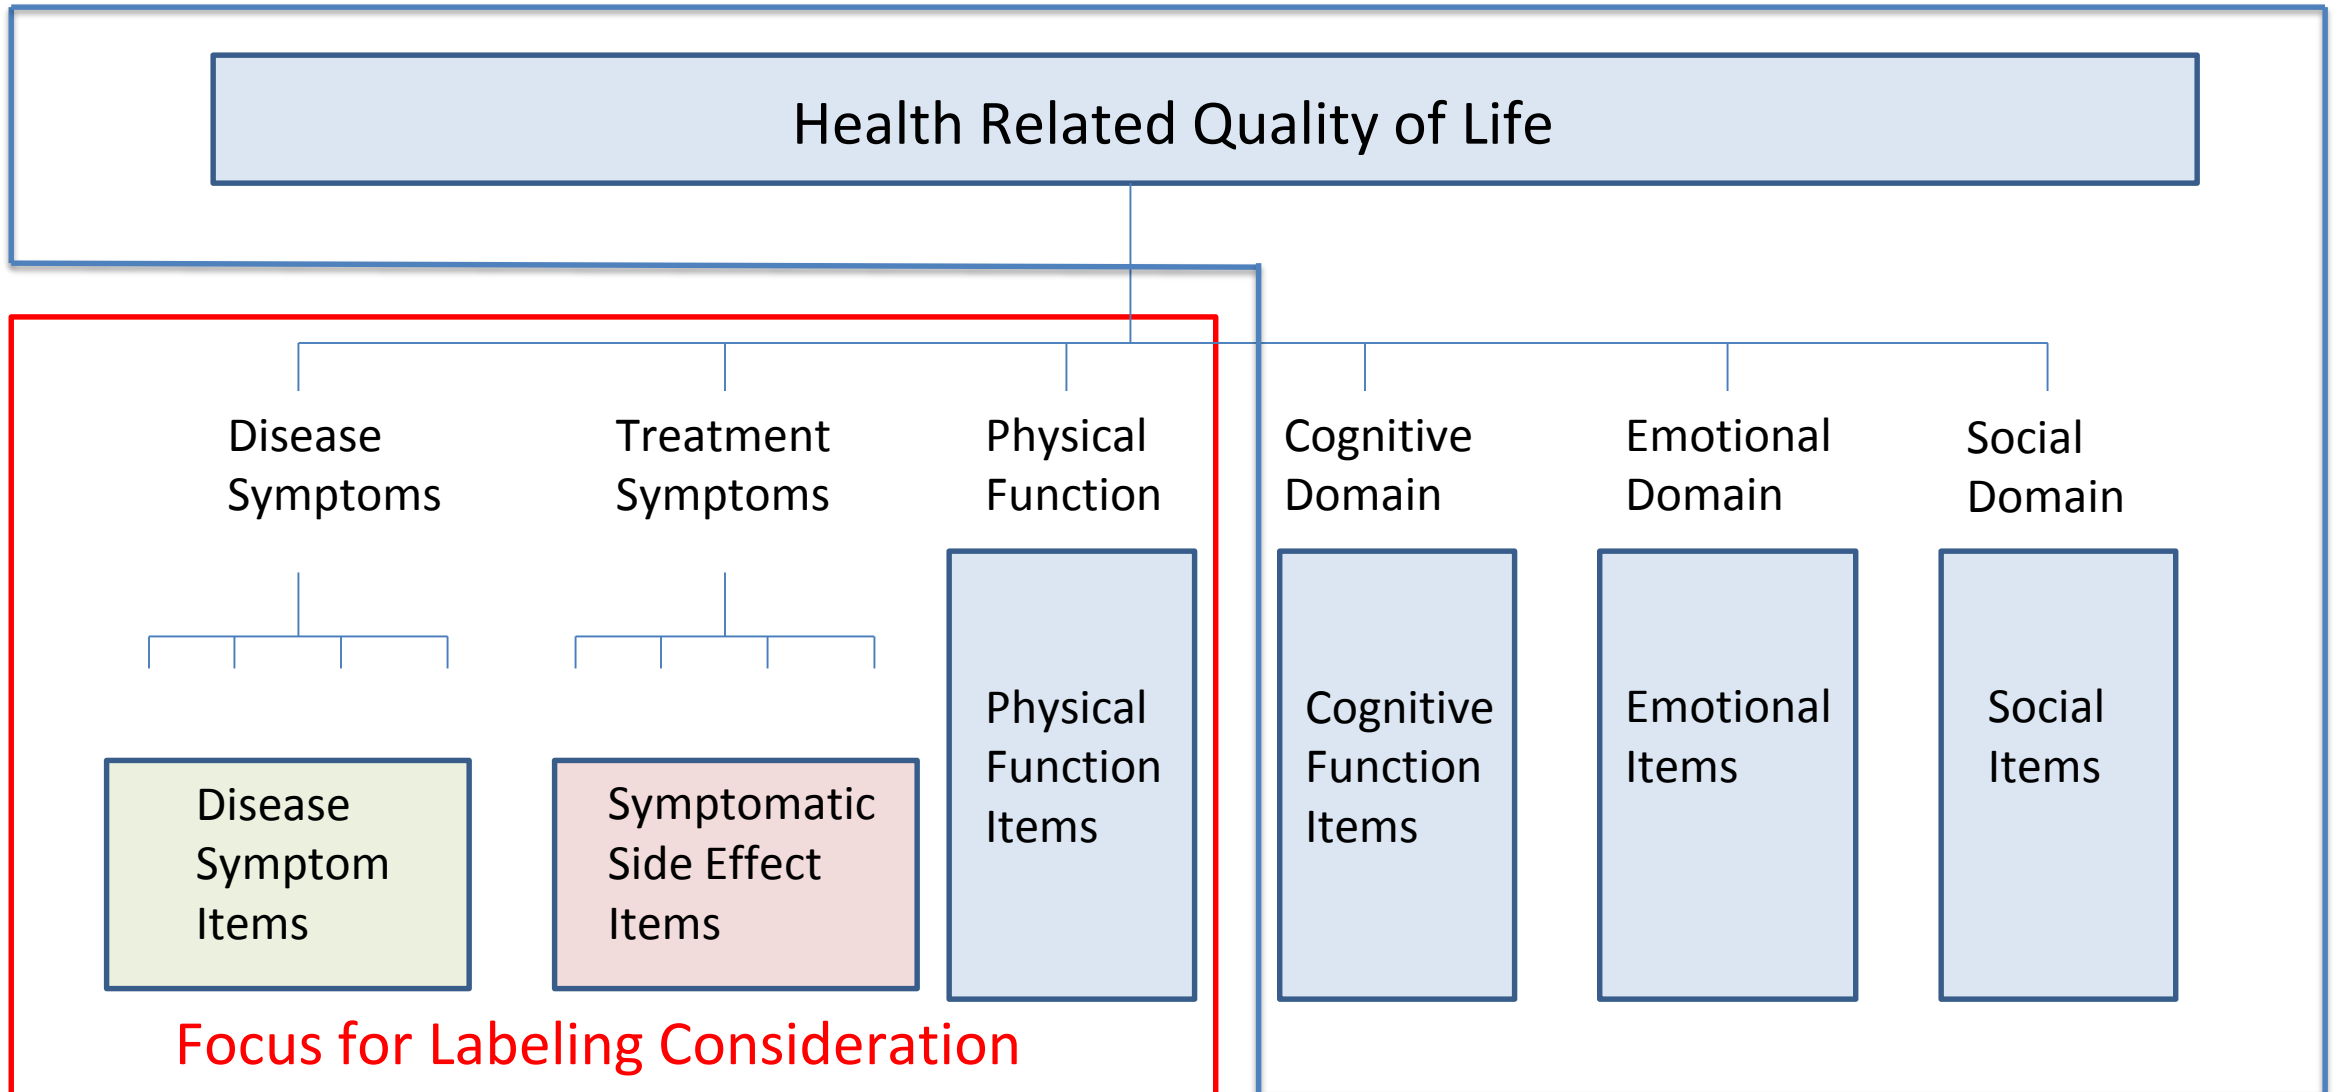 Health Related Quality of Life
Disease
Symptoms
Treatment
Symptoms
Physical
Function
Cognitive
Domain
Emotional
Domain
Social
Domain
Disease
Symptom
Items
Symptomatic
Side Effect
Items
Physical
Function
Items
Cognitive
Function
Items
Emotional
Items
Social
Items
Focus for Labeling Consideration